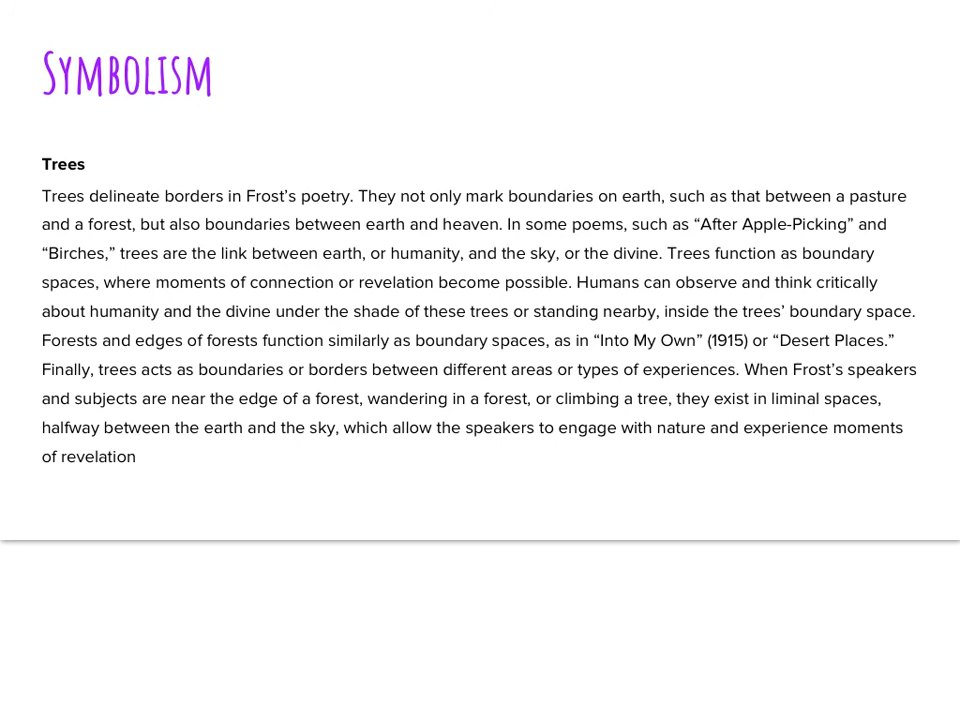 Symbolism
Trees
Trees delineate borders in Frost’s poetry. They not only mark boundaries on earth, such as that between a pasture
and a forest, but also boundaries between earth and heaven. In some poems, such as “After Apple-Picking” and
“Birches,” trees are the link between earth, or humanity, and the sky, or the divine. Trees function as boundary
spaces, where moments of connection or revelation become possible. Humans can observe and think critically
about humanity and the divine under the shade of these trees or standing nearby, inside the trees’ boundary space.
Forests and edges of forests function similarly as boundary spaces, as in “Into My Own” (1915) or “Desert Places.”
Finally, trees acts as boundaries or borders between different areas or types of experiences. When Frost’s speakers
and subjects are near the edge of a forest, wandering in a forest, or climbing a tree, they exist in liminal spaces,
halfway between the earth and the sky, which allow the speakers to engage with nature and experience moments
of revelation